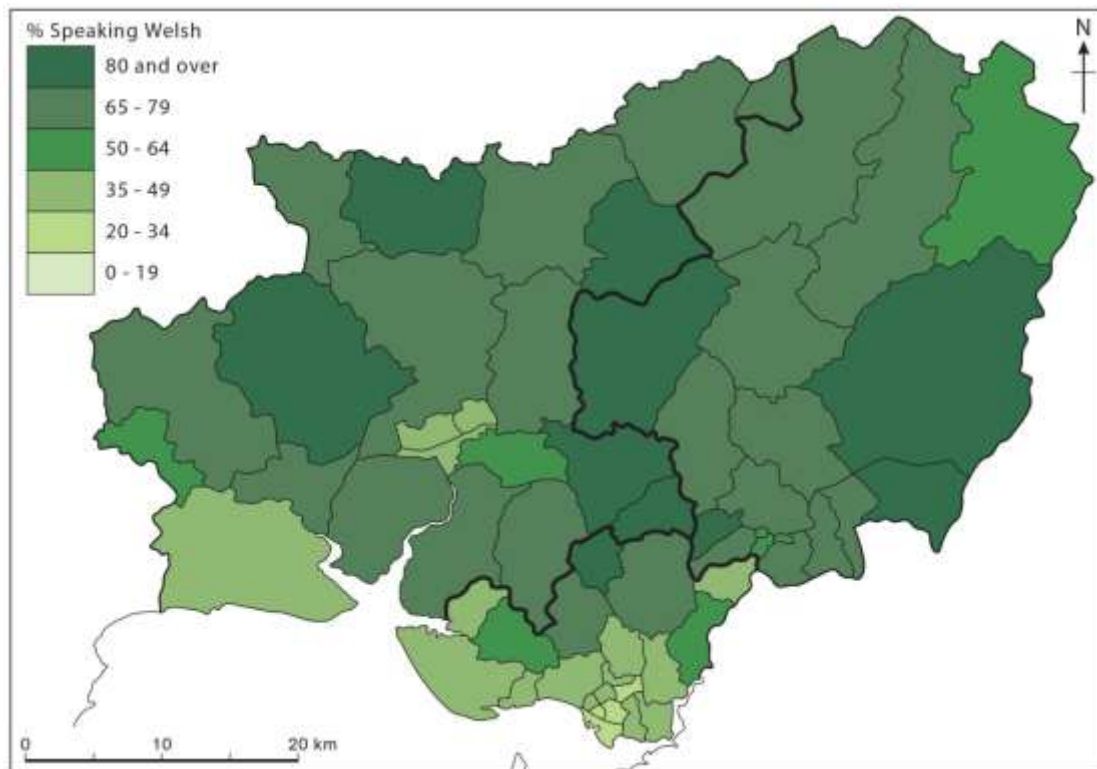 % Speaking Welsh
80 and over
65 - 79
50 - 64
35 - 49
20 - 34
0 - 19
N
0 10 20 km